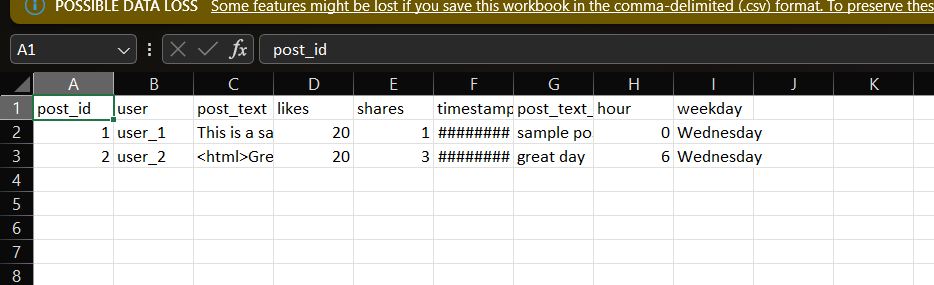 POSSIBLE DATA LOSS Some features might be lost if you save this workbook in the comma-delimited (.csv) format. To preserve thes
A1 fx post_id
A B C D E F G H I J K
1 post_id user post_text likes shares timestamp post_text_ hour weekday
2 1 user_1 This is a sa 20 1 ######## sample po 0 Wednesday
3 2 user_2 <html>Gre 20 3 ######## great day 6 Wednesday
4
5
6
7
8